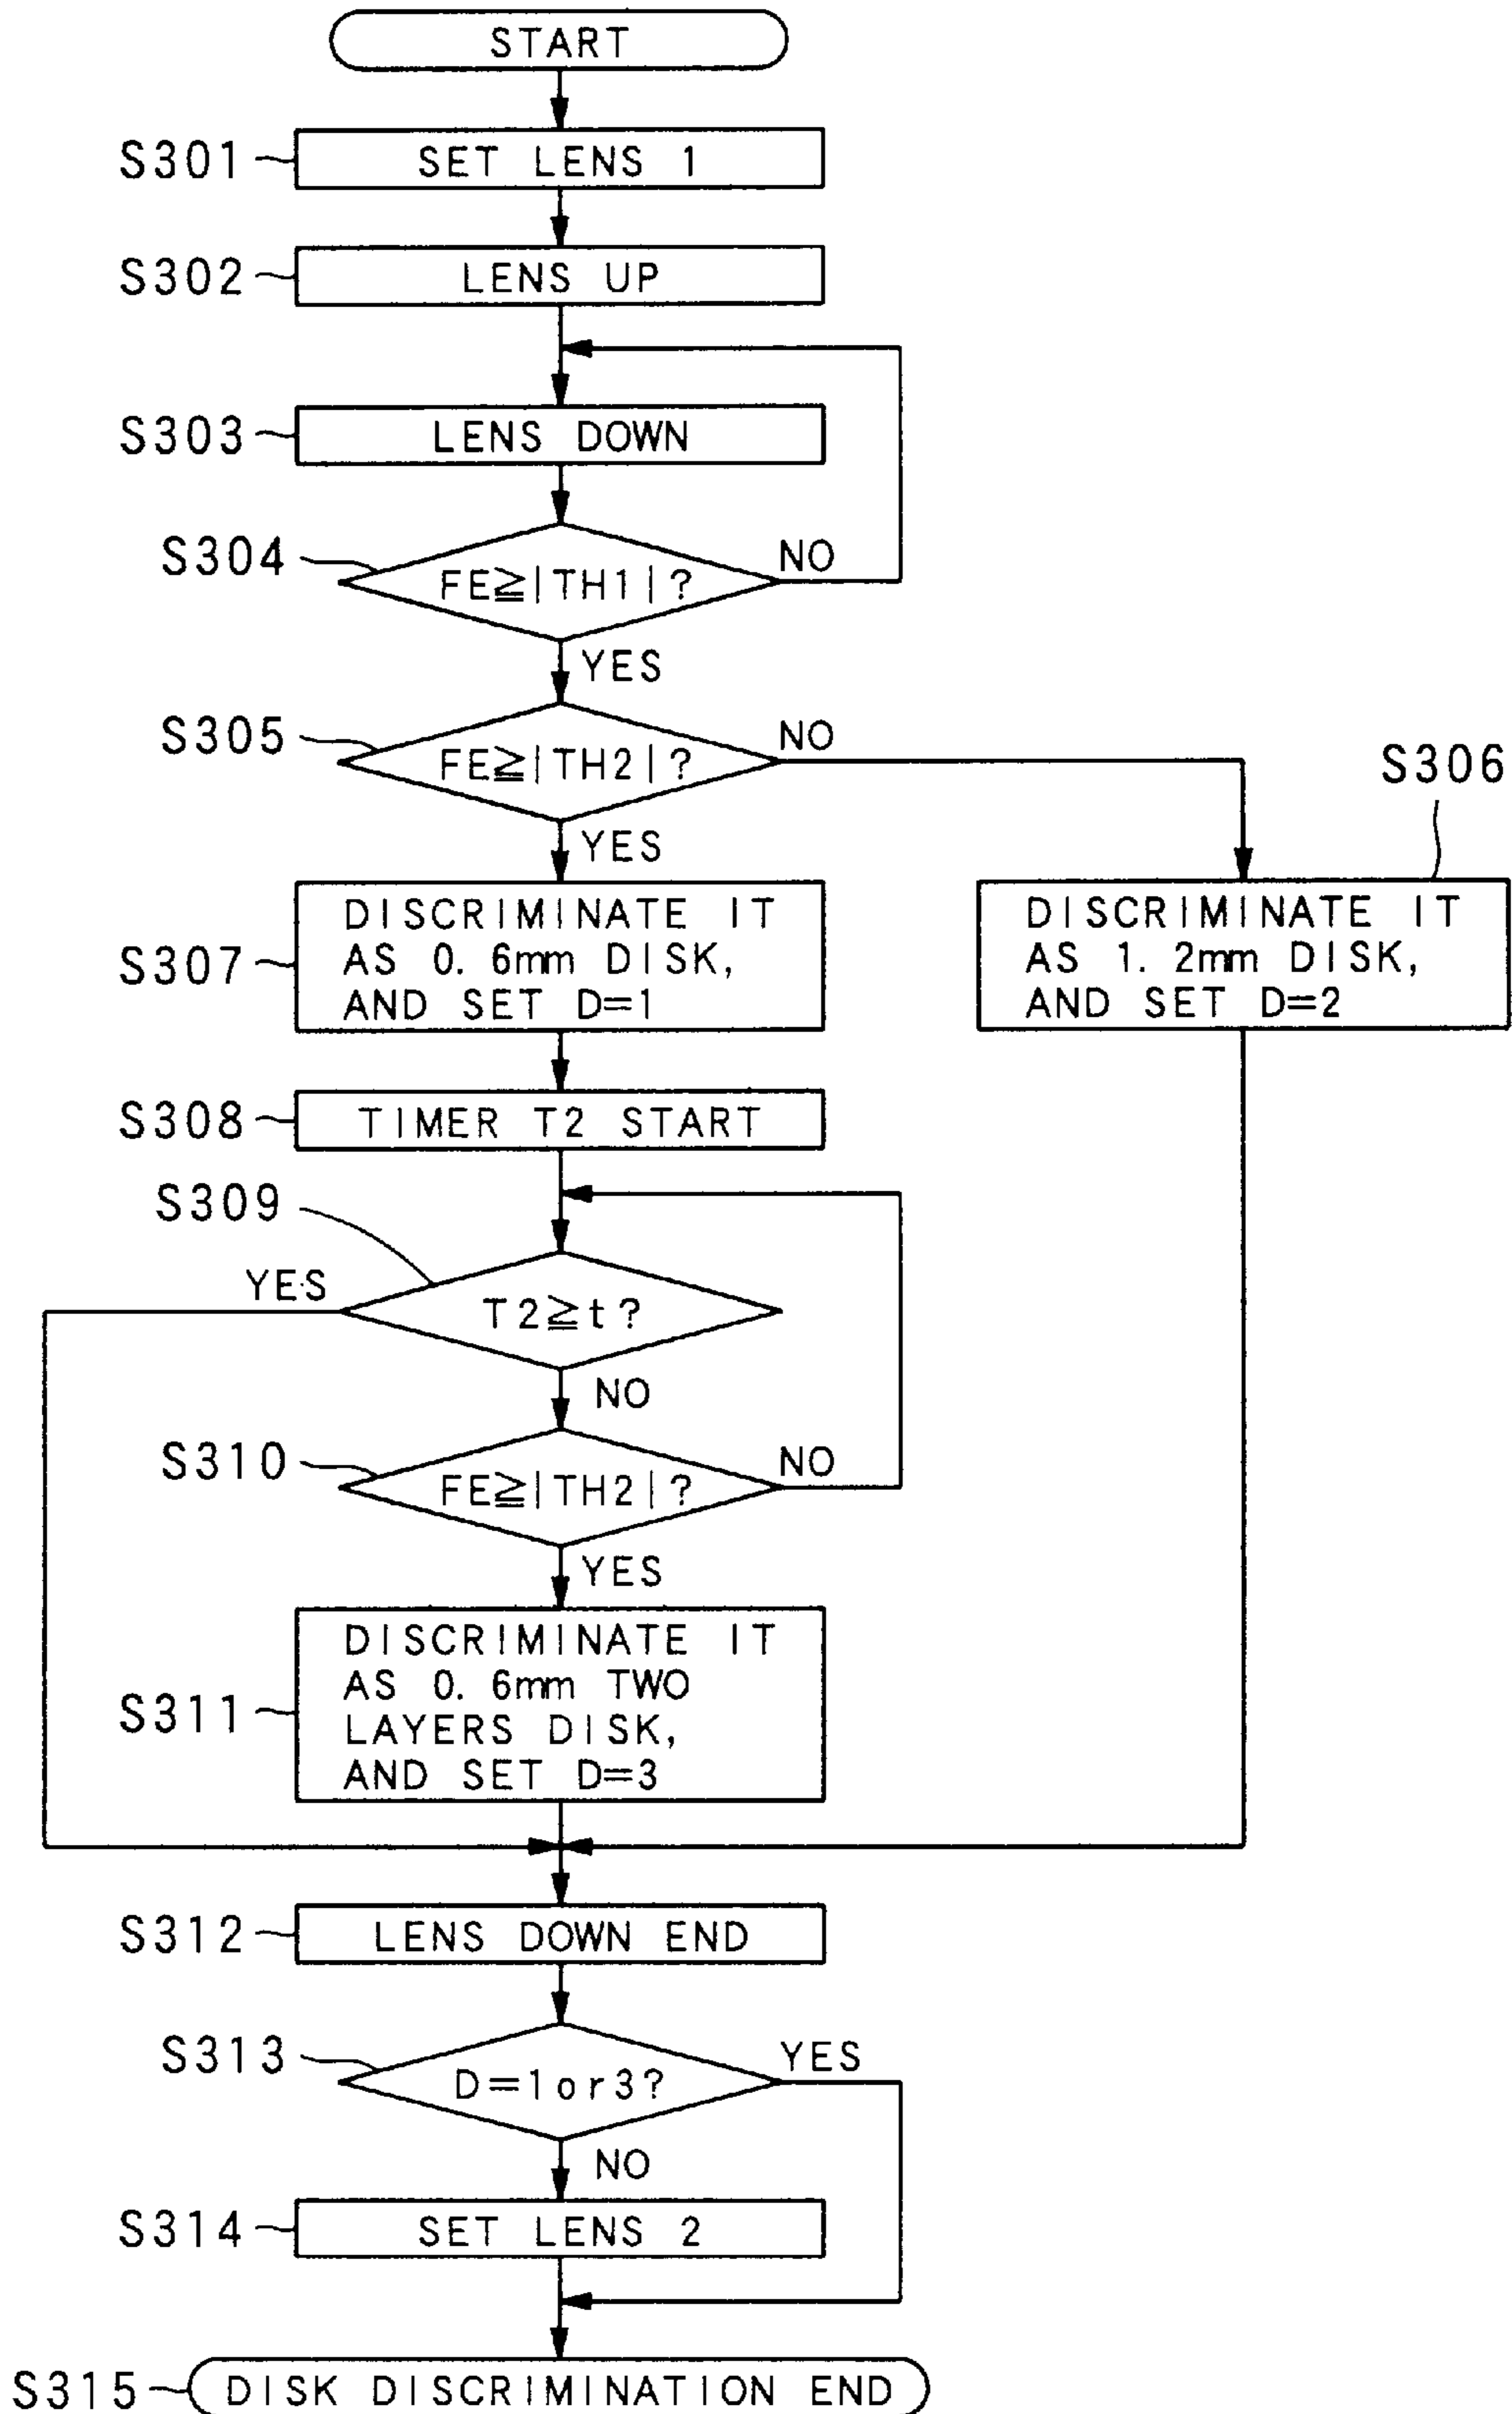 START
S301
SET LENS 1
S302
LENS UP
S303
LENS DOWN
S304
FE≧|TH1|?
NO
YES
S305
FE≧|TH2|?
NO
YES
S306
DISCRIMINATE IT
AS 1.2mm DISK,
AND SET D=2
S307
DISCRIMINATE IT
AS 0.6mm DISK,
AND SET D=1
S308
TIMER T2 START
S309
YES
T2≧t?
NO
S310
FE≧|TH2|?
NO
YES
S311
DISCRIMINATE IT
AS 0.6mm TWO
LAYERS DISK,
AND SET D=3
S312
LENS DOWN END
S313
D=1or3?
YES
NO
S314
SET LENS 2
S315
DISK DISCRIMINATION END